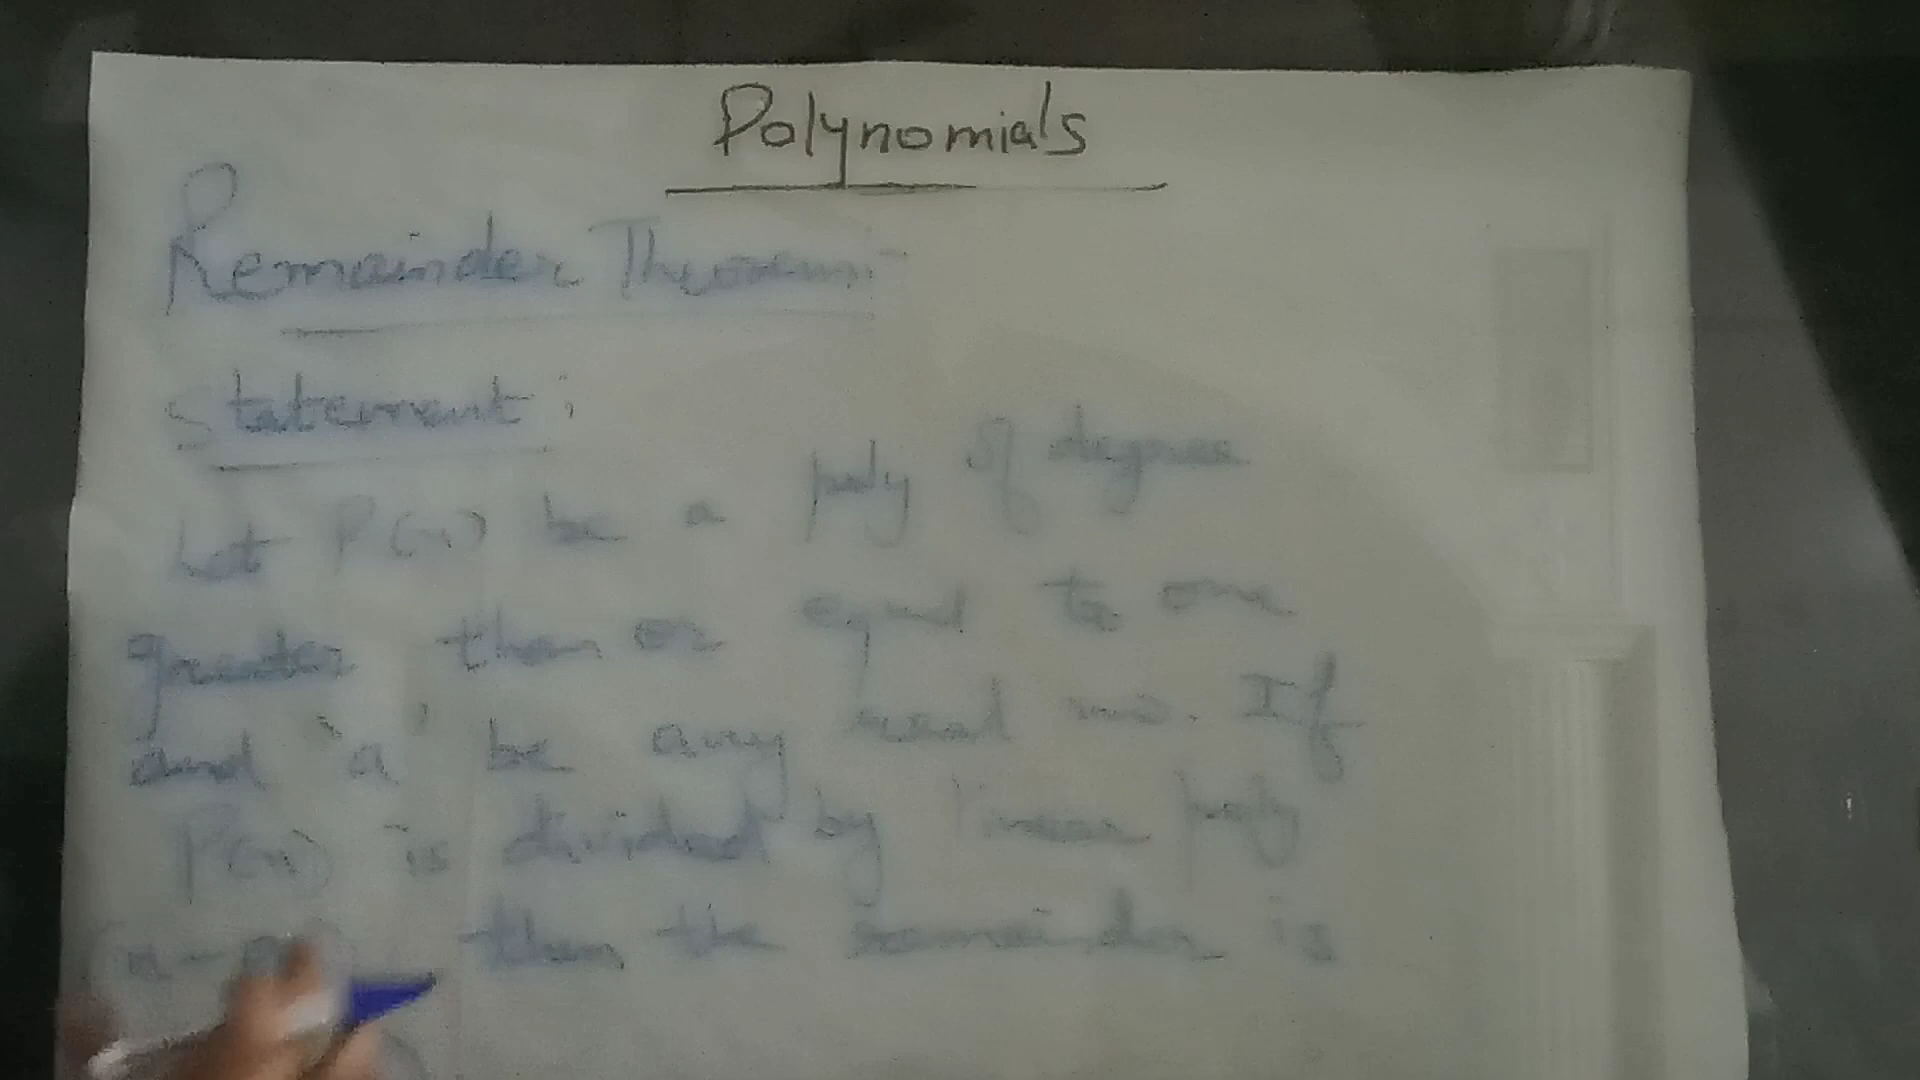 Polynomials
Remainder Theorem:-
Statement:
Let P(x) be a poly of degree
greater than or equal to one
and 'a' be any real no. If
P(x) is divided by linear poly
(x-a) then the remainder is